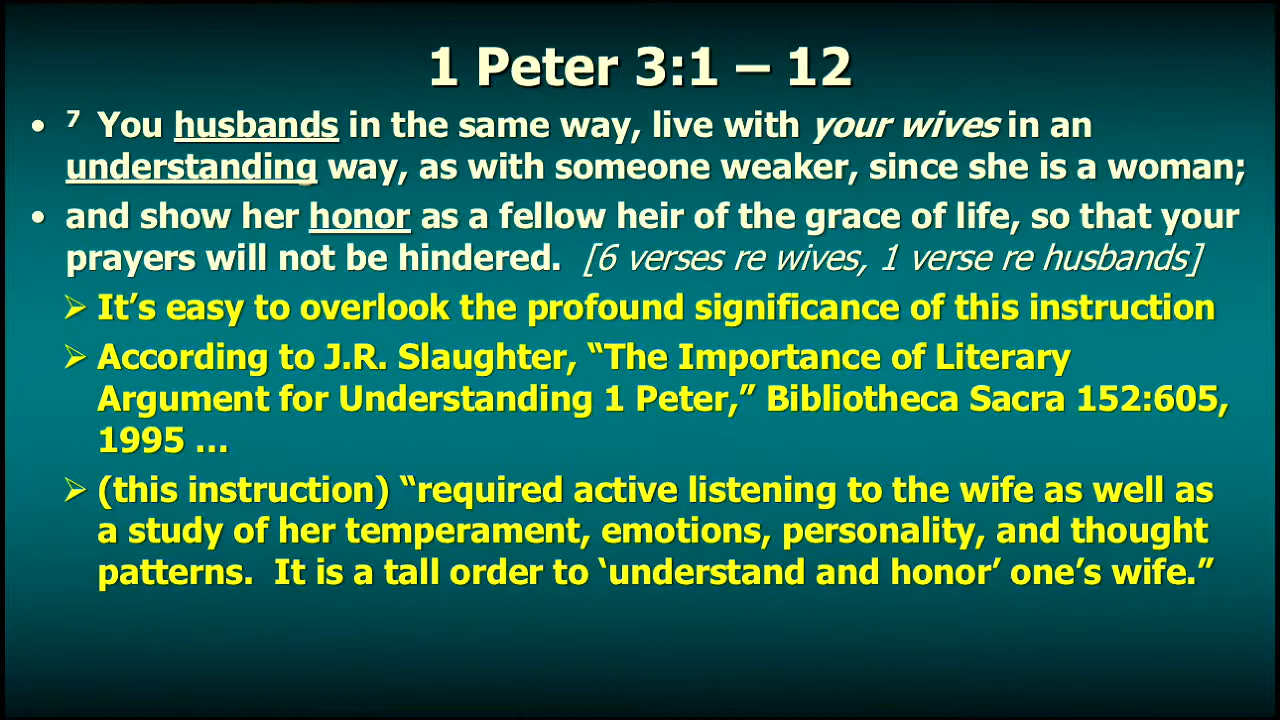 1 Peter 3:1 – 12
• ⁷ You husbands in the same way, live with your wives in an
understanding way, as with someone weaker, since she is a woman;
• and show her honor as a fellow heir of the grace of life, so that your
prayers will not be hindered. [6 verses re wives, 1 verse re husbands]
➢ It’s easy to overlook the profound significance of this instruction
➢ According to J.R. Slaughter, “The Importance of Literary
Argument for Understanding 1 Peter,” Bibliotheca Sacra 152:605,
1995 …
➢ (this instruction) “required active listening to the wife as well as
a study of her temperament, emotions, personality, and thought
patterns. It is a tall order to ‘understand and honor’ one’s wife.”